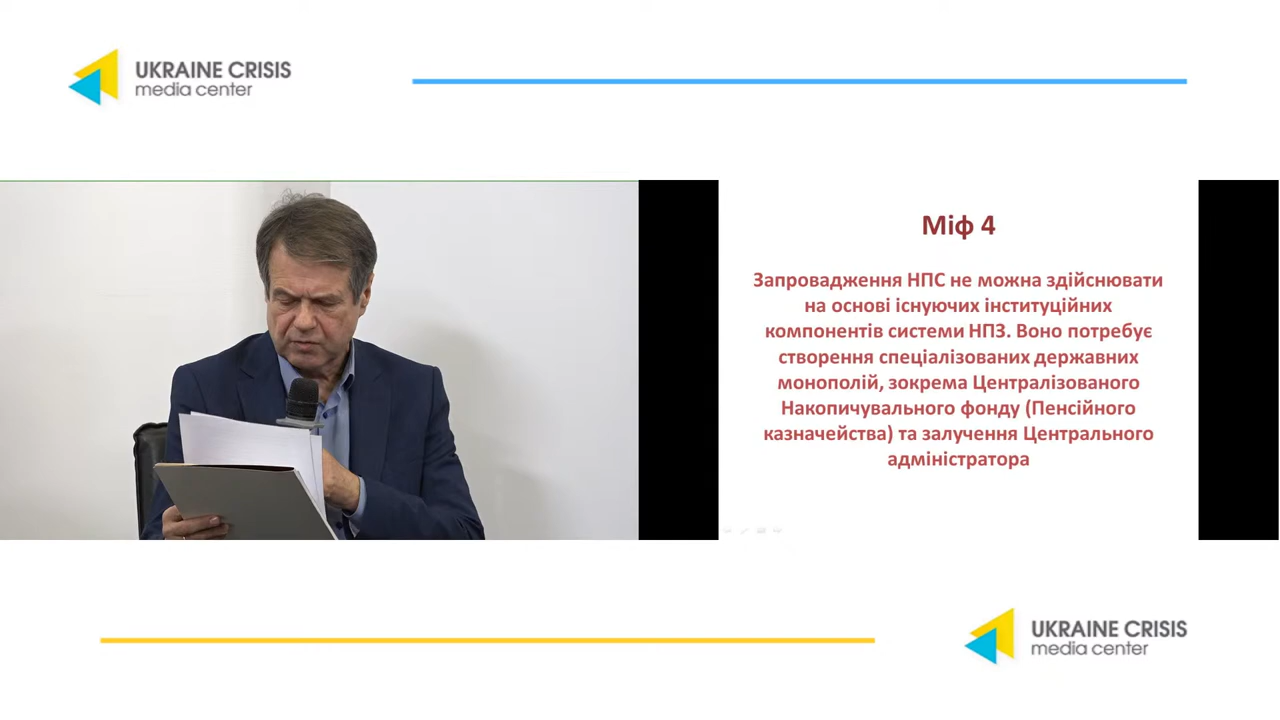 UKRAINE CRISIS
media center
Міф 4
Запровадження НПС не можна здійснювати
на основі існуючих інституційних
компонентів системи НПЗ. Воно потребує
створення спеціалізованих державних
монополій, зокрема Централізованого
Накопичувального фонду (Пенсійного
казначейства) та залучення Центрального
адміністратора
UKRAINE CRISIS
media center